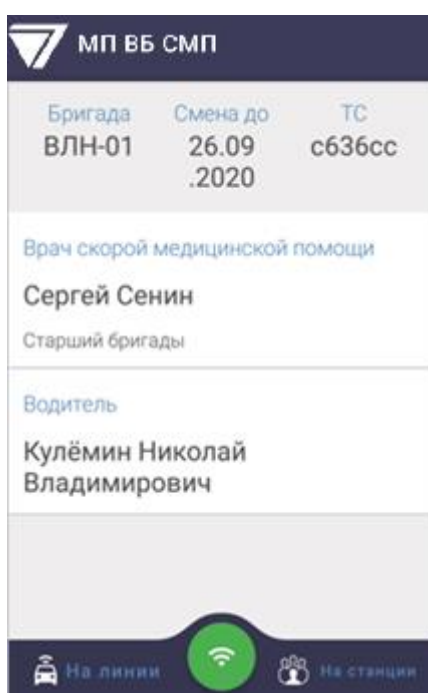 МП ВБ СМП
Бригада Смена до ТС
ВЛН-01 26.09 с636сс
.2020
Врач скорой медицинской помощи
Сергей Сенин
Старший бригады
Водитель
Кулёмин Николай
Владимирович
На линии На станции